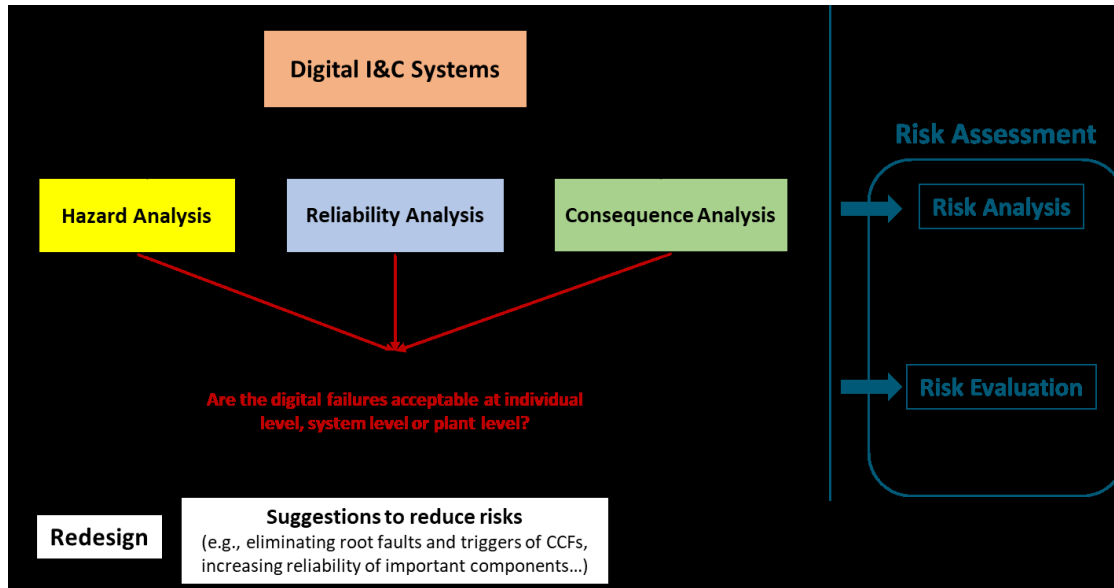 Digital I&C Systems
Risk Assessment
Hazard Analysis
Reliability Analysis
Consequence Analysis
Risk Analysis
Are the digital failures acceptable at individual
level, system level or plant level?
Risk Evaluation
Redesign
Suggestions to reduce risks
(e.g., eliminating root faults and triggers of CCFs,
increasing reliability of important components…)